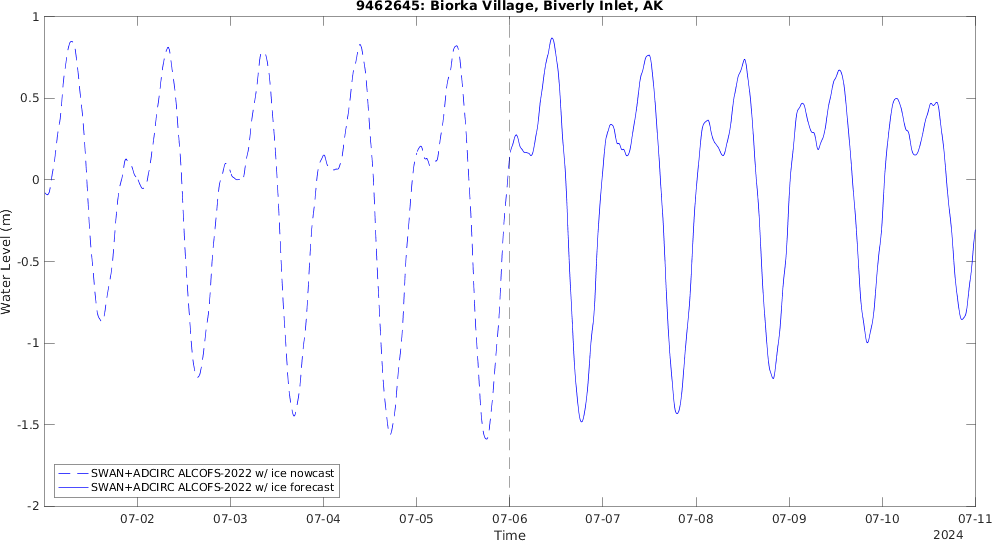 9462645: Biorka Village, Biverly Inlet, AK
Water Level (m)
1
0.5
0
-0.5
-1
-1.5
-2
SWAN+ADCIRC ALCOFS-2022 w/ ice nowcast
SWAN+ADCIRC ALCOFS-2022 w/ ice forecast
07-02 07-03 07-04 07-05 07-06 07-07 07-08 07-09 07-10 07-11
Time
2024